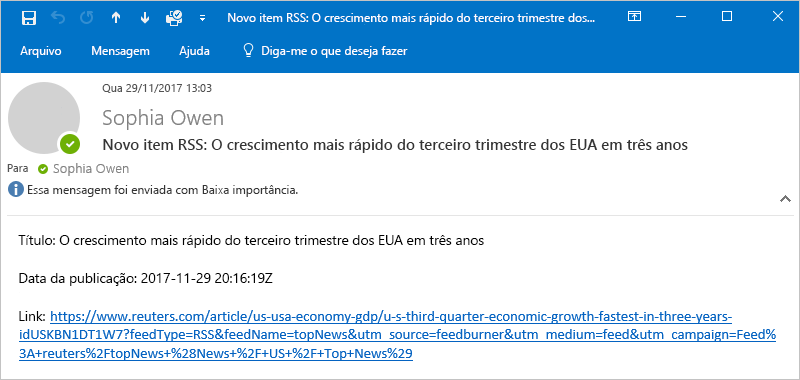 Novo item RSS: O crescimento mais rápido do terceiro trimestre dos...
Arquivo Mensagem Ajuda Diga-me o que deseja fazer
Qua 29/11/2017 13:03
Sophia Owen
Novo item RSS: O crescimento mais rápido do terceiro trimestre dos EUA em três anos
Para Sophia Owen
Essa mensagem foi enviada com Baixa importância.
Título: O crescimento mais rápido do terceiro trimestre dos EUA em três anos
Data da publicação: 2017-11-29 20:16:19Z
Link: https://www.reuters.com/article/us-usa-economy-gdp/u-s-third-quarter-economic-growth-fastest-in-three-years-
idUSKBN1DT1W7?feedType=RSS&feedName=topNews&utm_source=feedburner&utm_medium=feed&utm_campaign=Feed%
3A+reuters%2FtopNews+%28News+%2F+US+%2F+Top+News%29